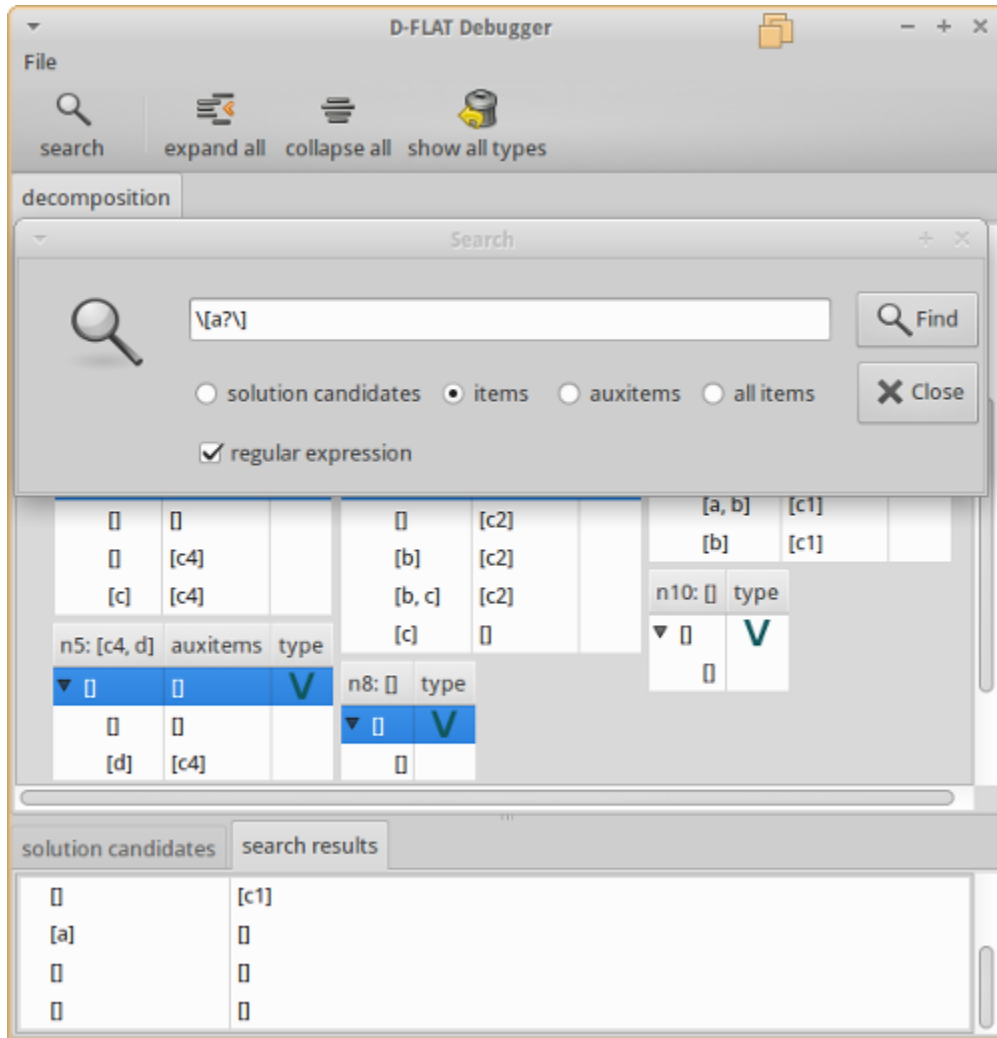 D-FLAT Debugger
File
search expand all collapse all show all types
decomposition
Search
\[a?\]
Find
solution candidates items auxitems all items
Close
regular expression
[] []
[] [c4]
[c] [c4]
[] [c2]
[b] [c2]
[b, c] [c2]
[c] []
[a, b] [c1]
[b] [c1]
n10: [] type
[] V
[]
n5: [c4, d] auxitems type
[] [] V
[] []
[d] [c4]
n8: [] type
[] V
[]
solution candidates search results
[] [c1]
[a] []
[] []
[] []